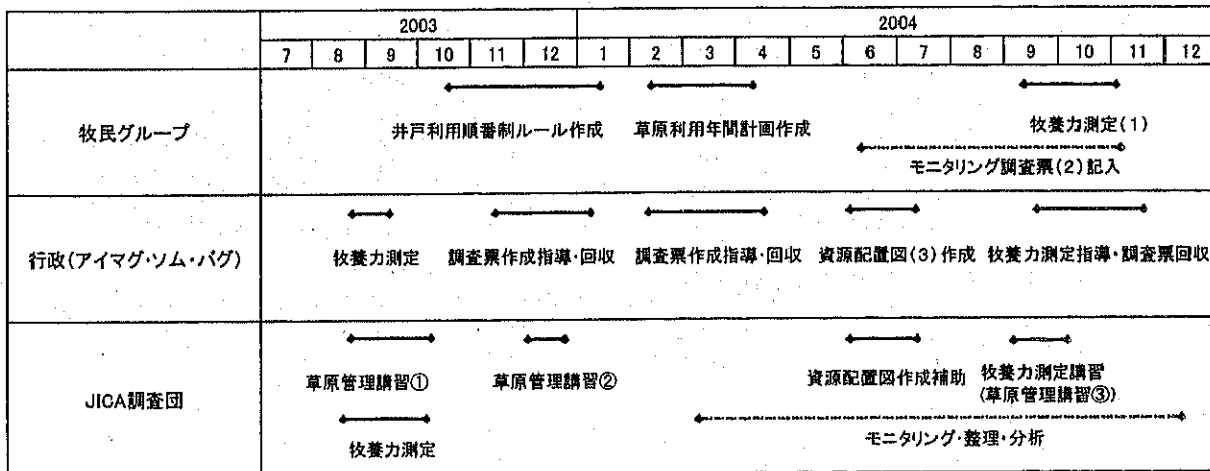 2003 2004
7 8 9 10 11 12 1 2 3 4 5 6 7 8 9 10 11 12
牧民グループ
井戸利用順番制ルール作成 草原利用年間計画作成 牧養力測定(1)
モニタリング調査票(2)記入
行政(アイマグ・ソム・バグ)
牧養力測定 調査票作成指導・回収 調査票作成指導・回収 資源配置図(3)作成 牧養力測定指導・調査票回収
JICA調査団
草原管理講習① 草原管理講習② 資源配置図作成補助 牧養力測定講習
(草原管理講習③)
牧養力測定 モニタリング・整理・分析